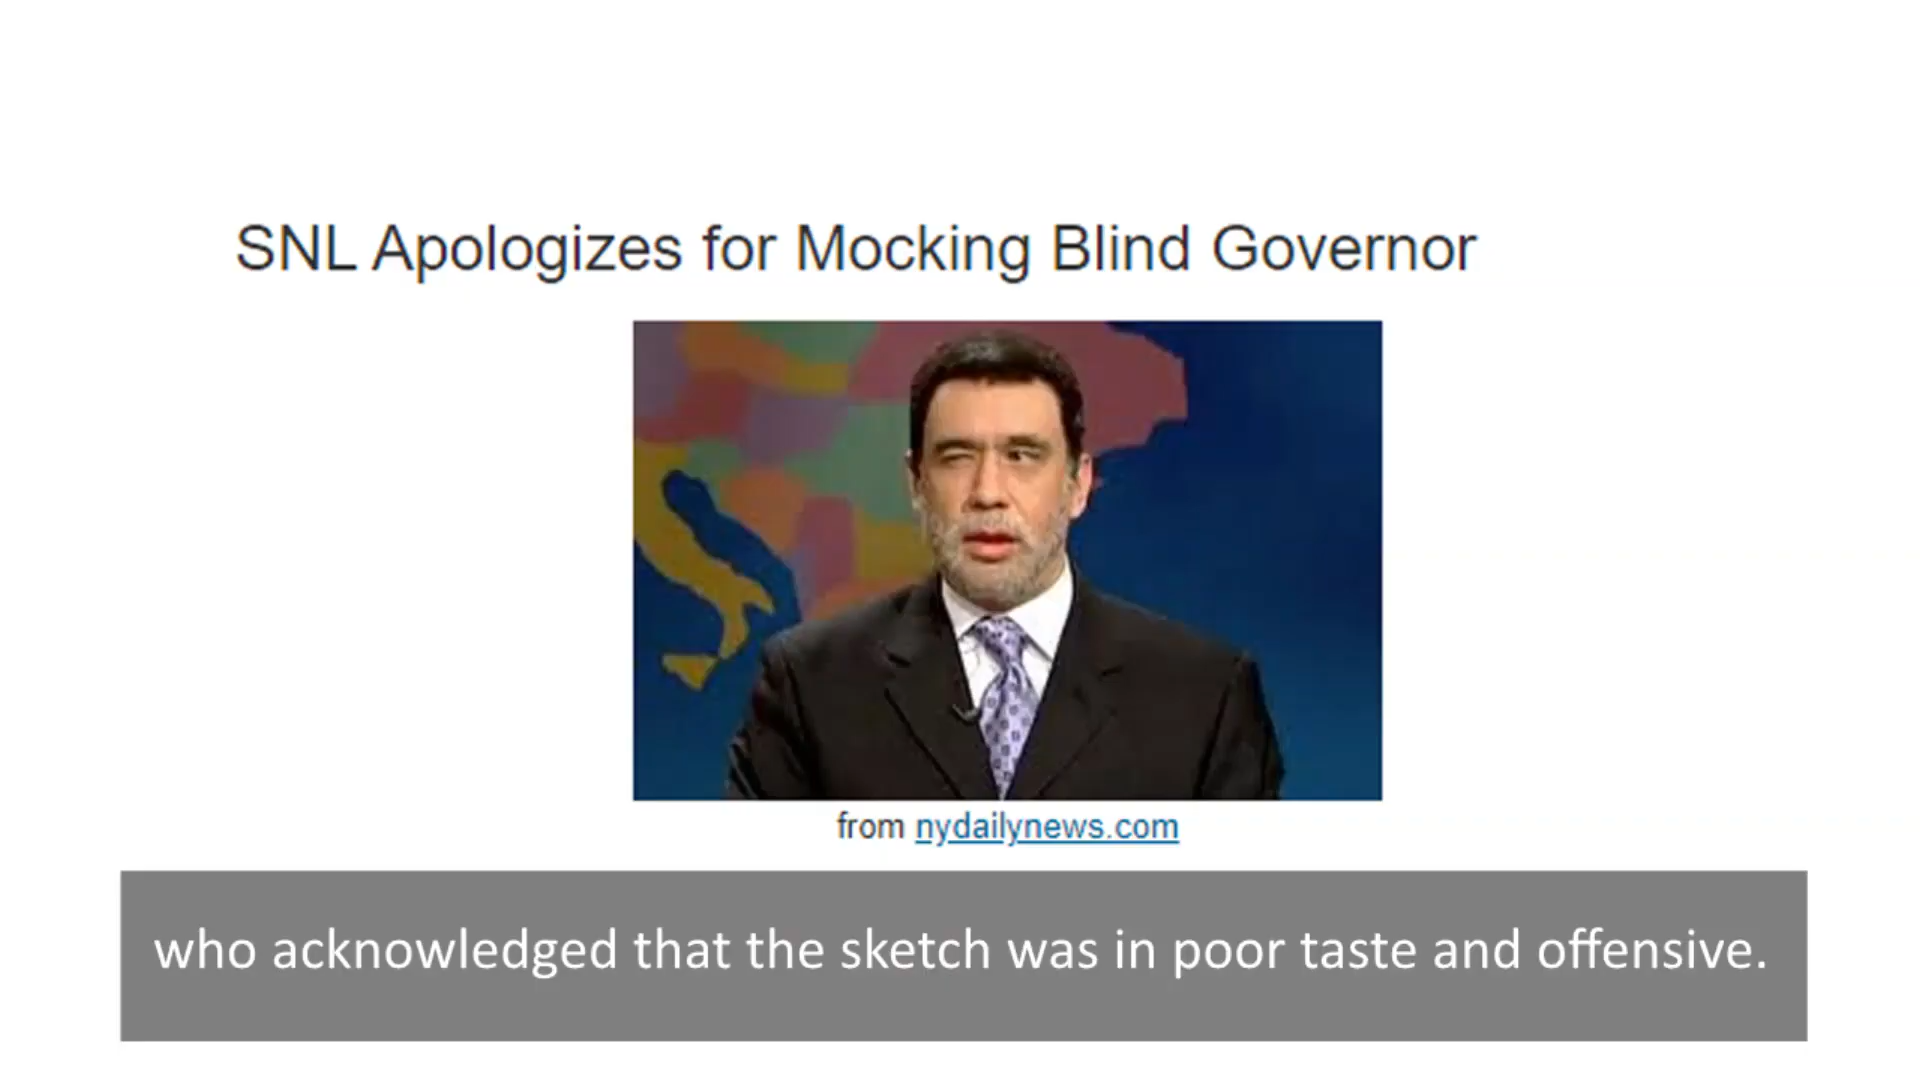 SNL Apologizes for Mocking Blind Governor
from nydailynews.com
who acknowledged that the sketch was in poor taste and offensive.